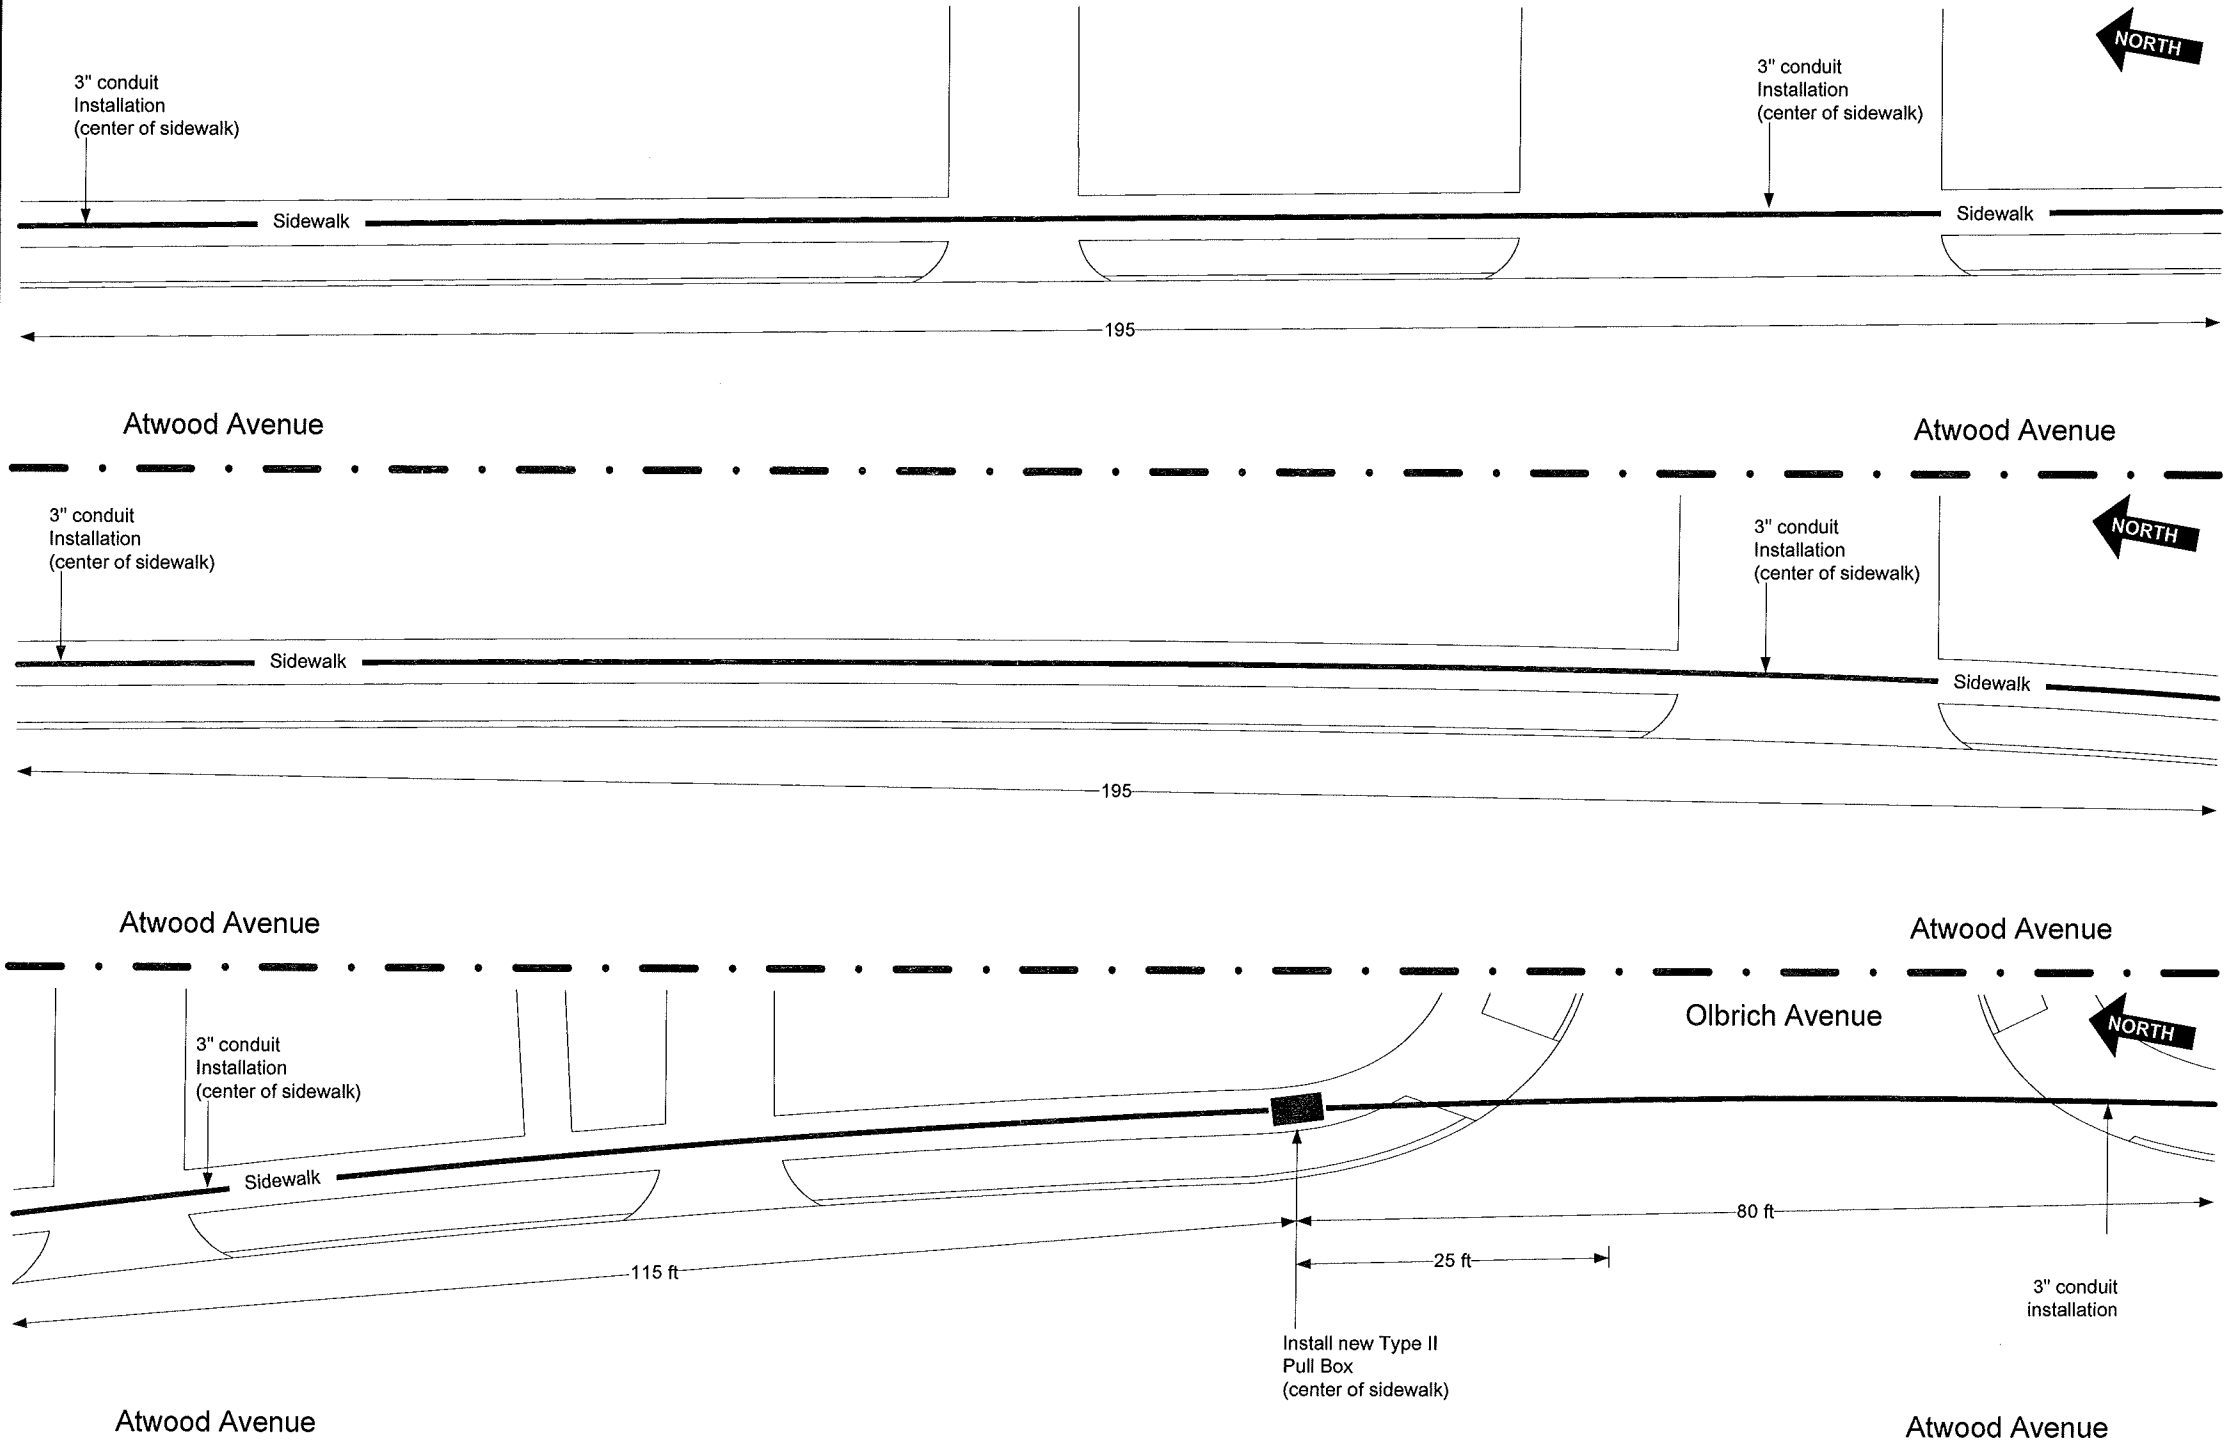 NORTH
3" conduit
Installation
(center of sidewalk)
3" conduit
Installation
(center of sidewalk)
Sidewalk
Sidewalk
195
Atwood Avenue
Atwood Avenue
NORTH
3" conduit
Installation
(center of sidewalk)
3" conduit
Installation
(center of sidewalk)
Sidewalk
Sidewalk
195
Atwood Avenue
Atwood Avenue
Olbrich Avenue
NORTH
3" conduit
Installation
(center of sidewalk)
Sidewalk
80 ft
25 ft
115 ft
3" conduit
installation
Install new Type II
Pull Box
(center of sidewalk)
Atwood Avenue
Atwood Avenue